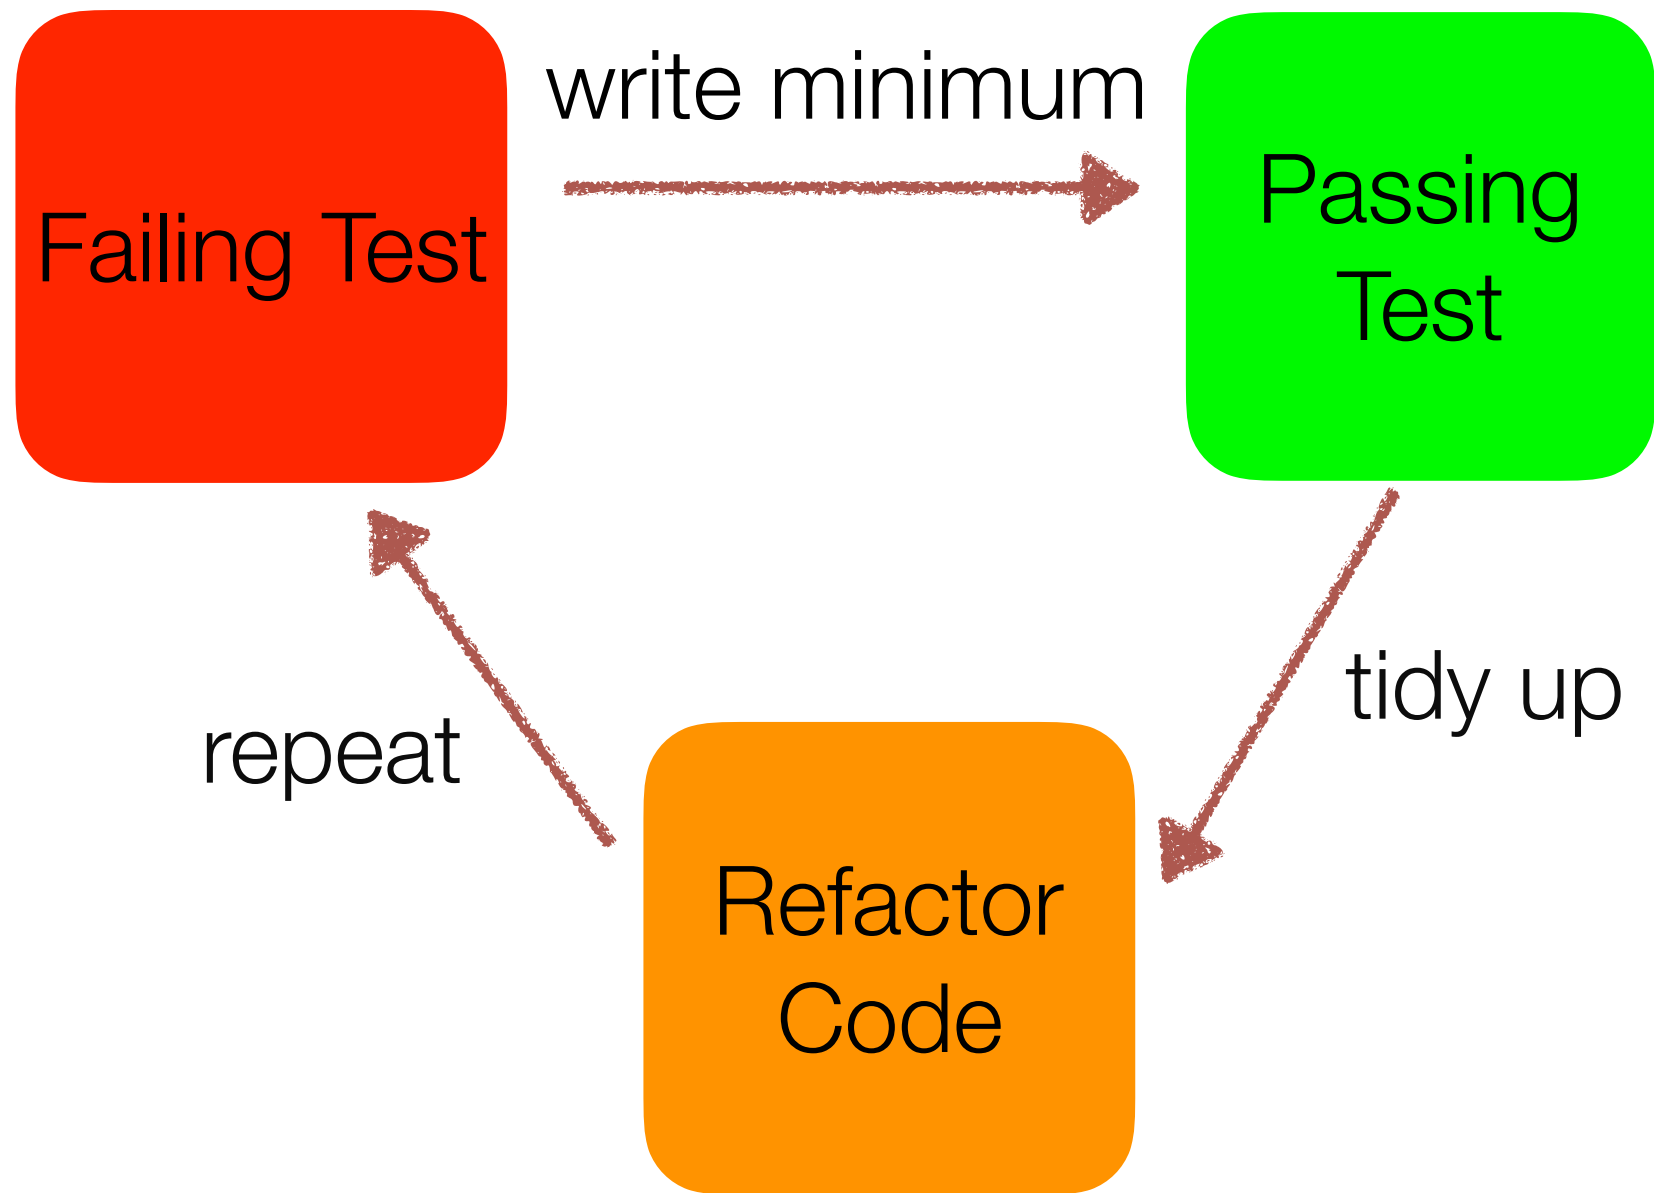 write minimum
Failing Test
Passing
Test
tidy up
repeat
Refactor
Code